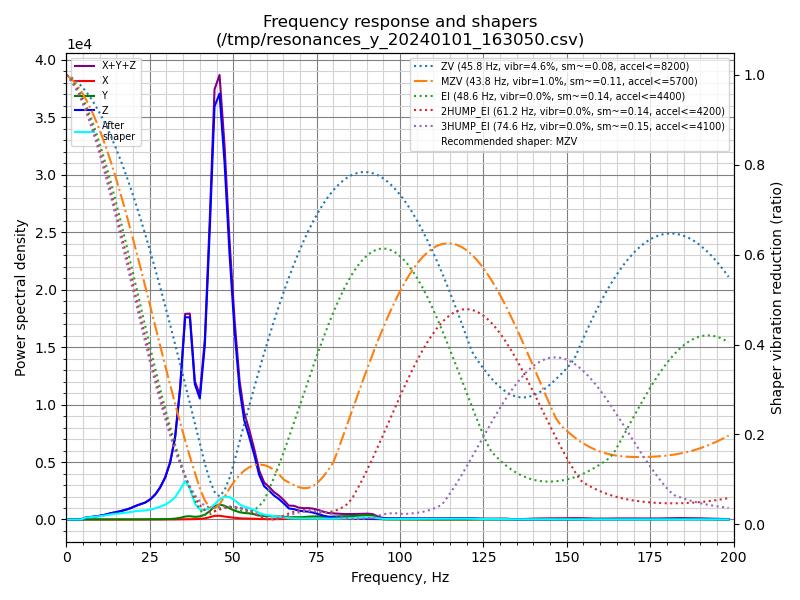 Frequency response and shapers
(/tmp/resonances_y_20240101_163050.csv)
1e4
X+Y+Z
X
Y
Z
After
shaper
ZV (45.8 Hz, vibr=4.6%, sm~=0.08, accel<=8200)
MZV (43.8 Hz, vibr=1.0%, sm~=0.11, accel<=5700)
EI (48.6 Hz, vibr=0.0%, sm~=0.14, accel<=4400)
2HUMP_EI (61.2 Hz, vibr=0.0%, sm~=0.14, accel<=4200)
3HUMP_EI (74.6 Hz, vibr=0.0%, sm~=0.15, accel<=4100)
Recommended shaper: MZV
4.0
3.5
3.0
2.5
2.0
1.5
1.0
0.5
0.0
Power spectral density
1.0
0.8
0.6
0.4
0.2
0.0
Shaper vibration reduction (ratio)
0 25 50 75 100 125 150 175 200
Frequency, Hz